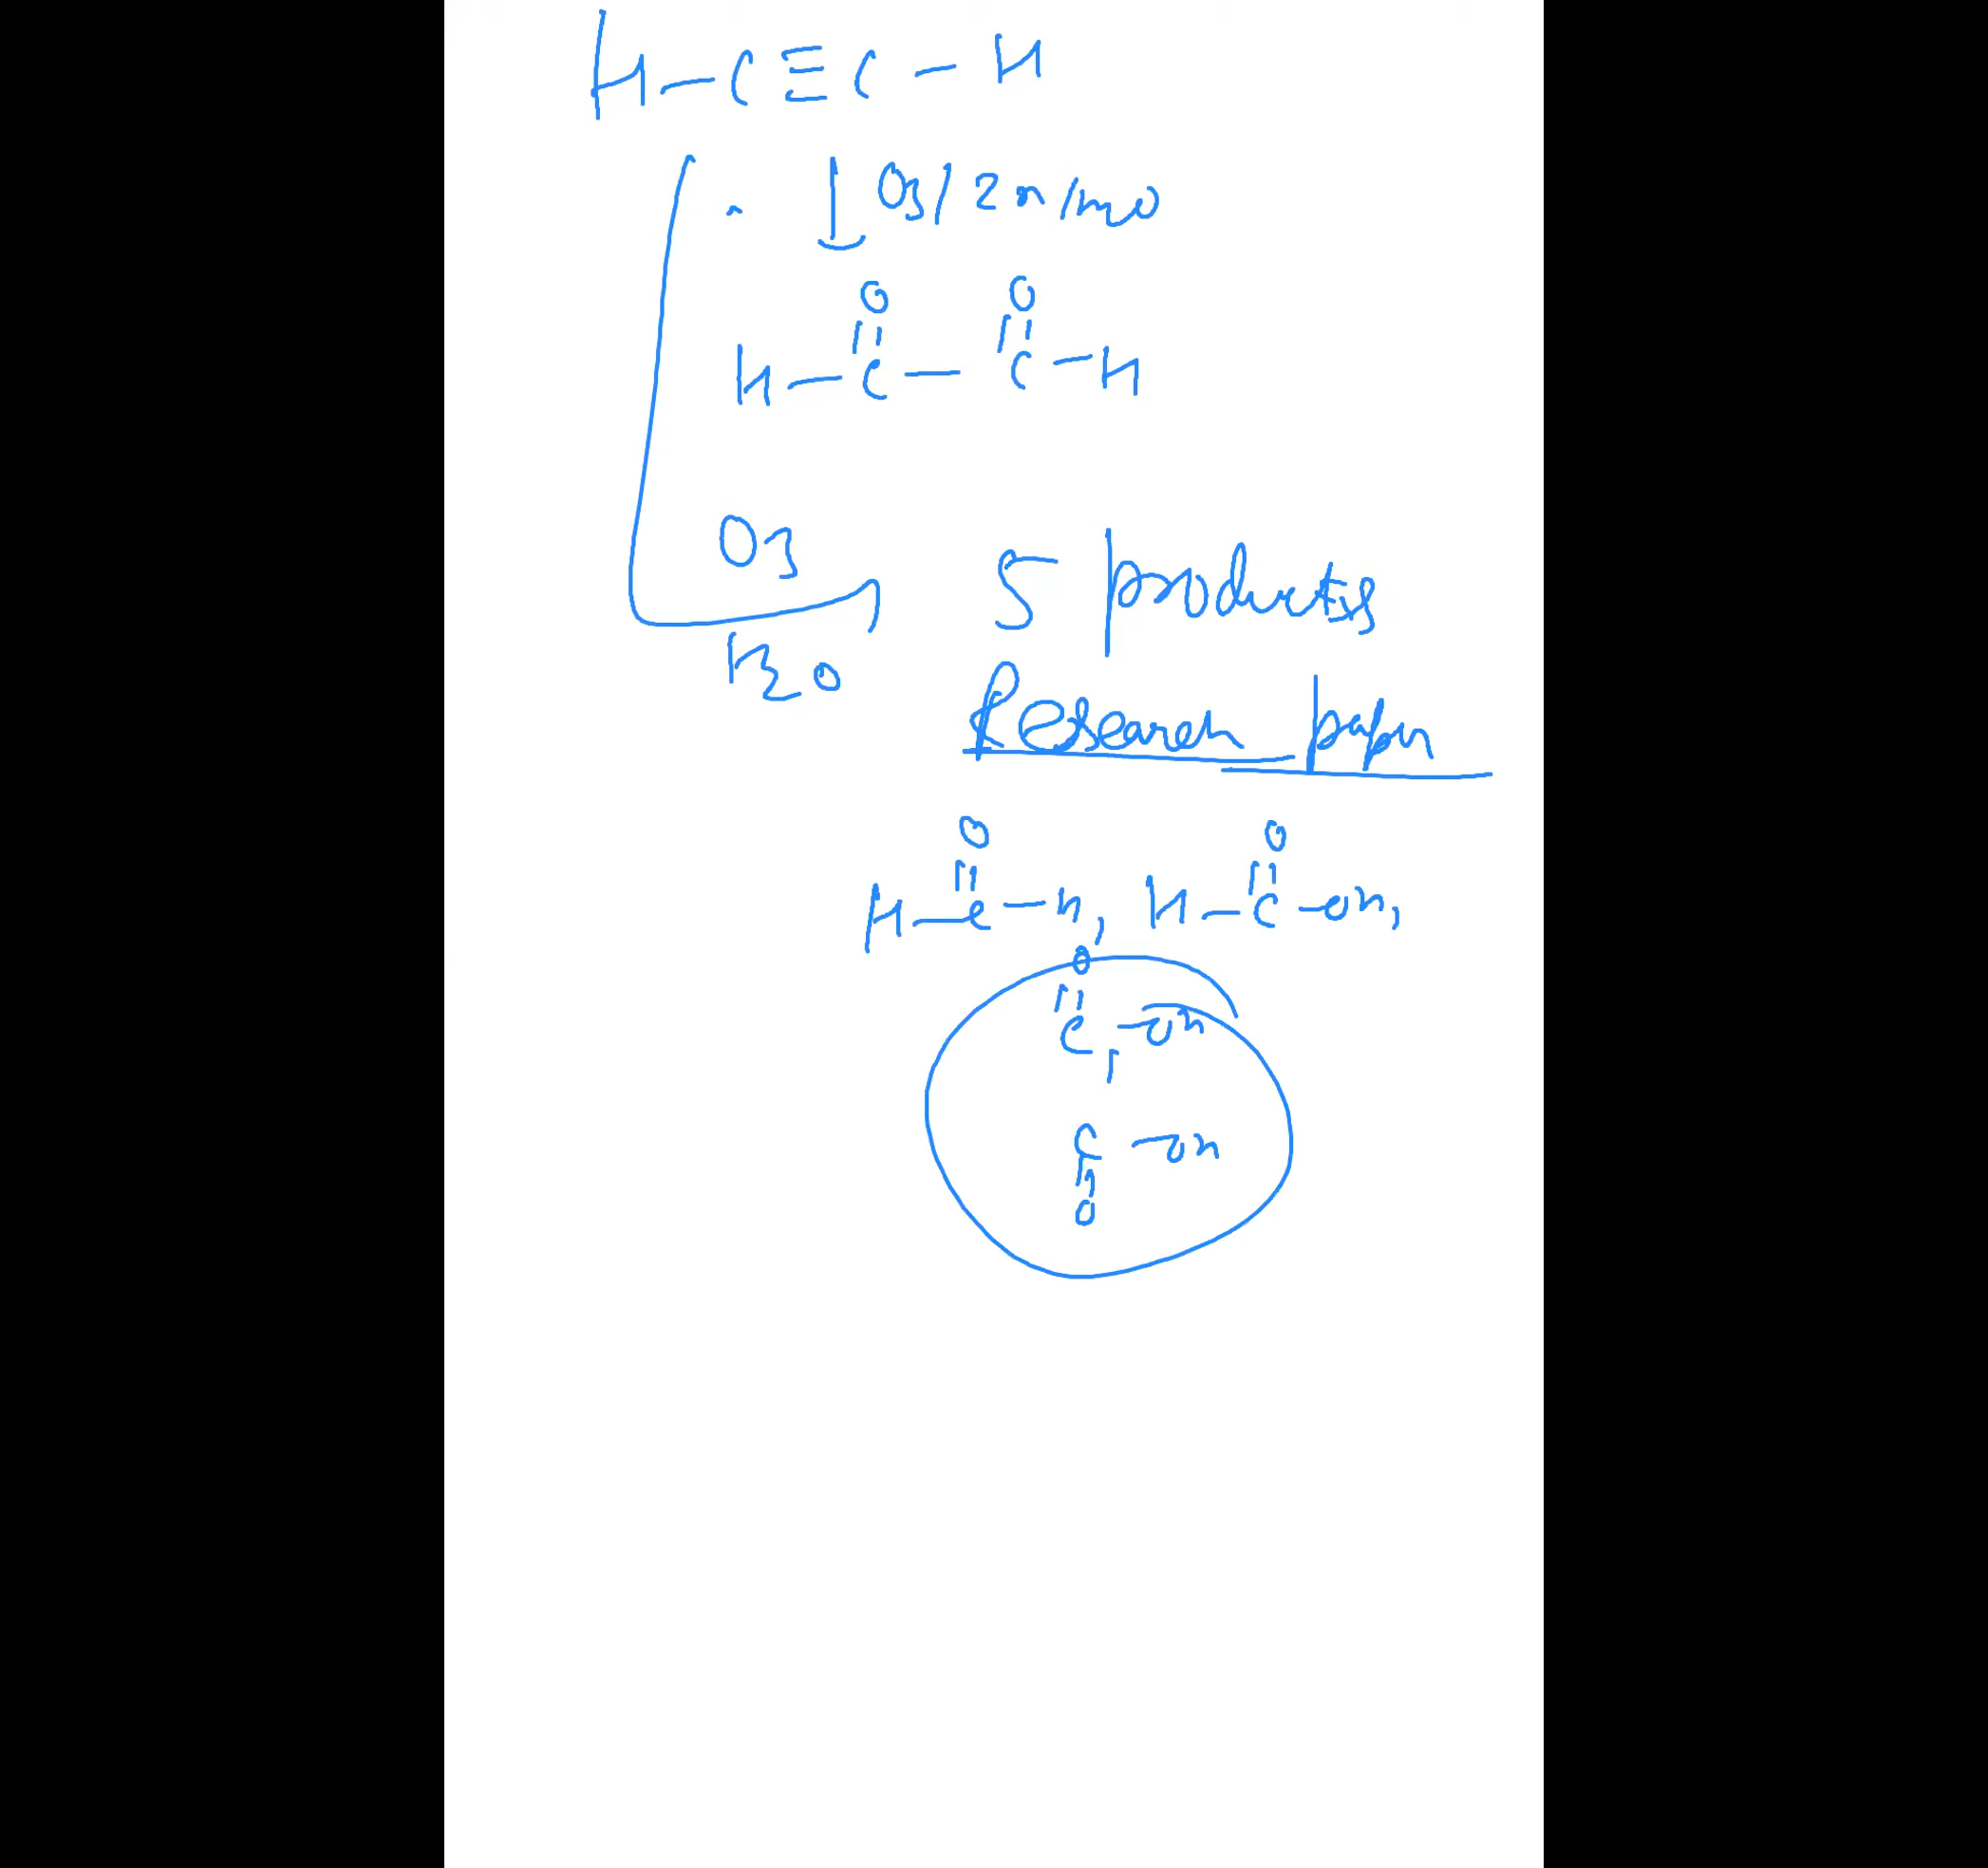 H-C≡C-H
O3/Zn/H2O
O O
H-C-C-H
O3
H2O
5 products
Research paper
O O
H-C-H, H-C-OH,
O
C-OH
C-OH
O